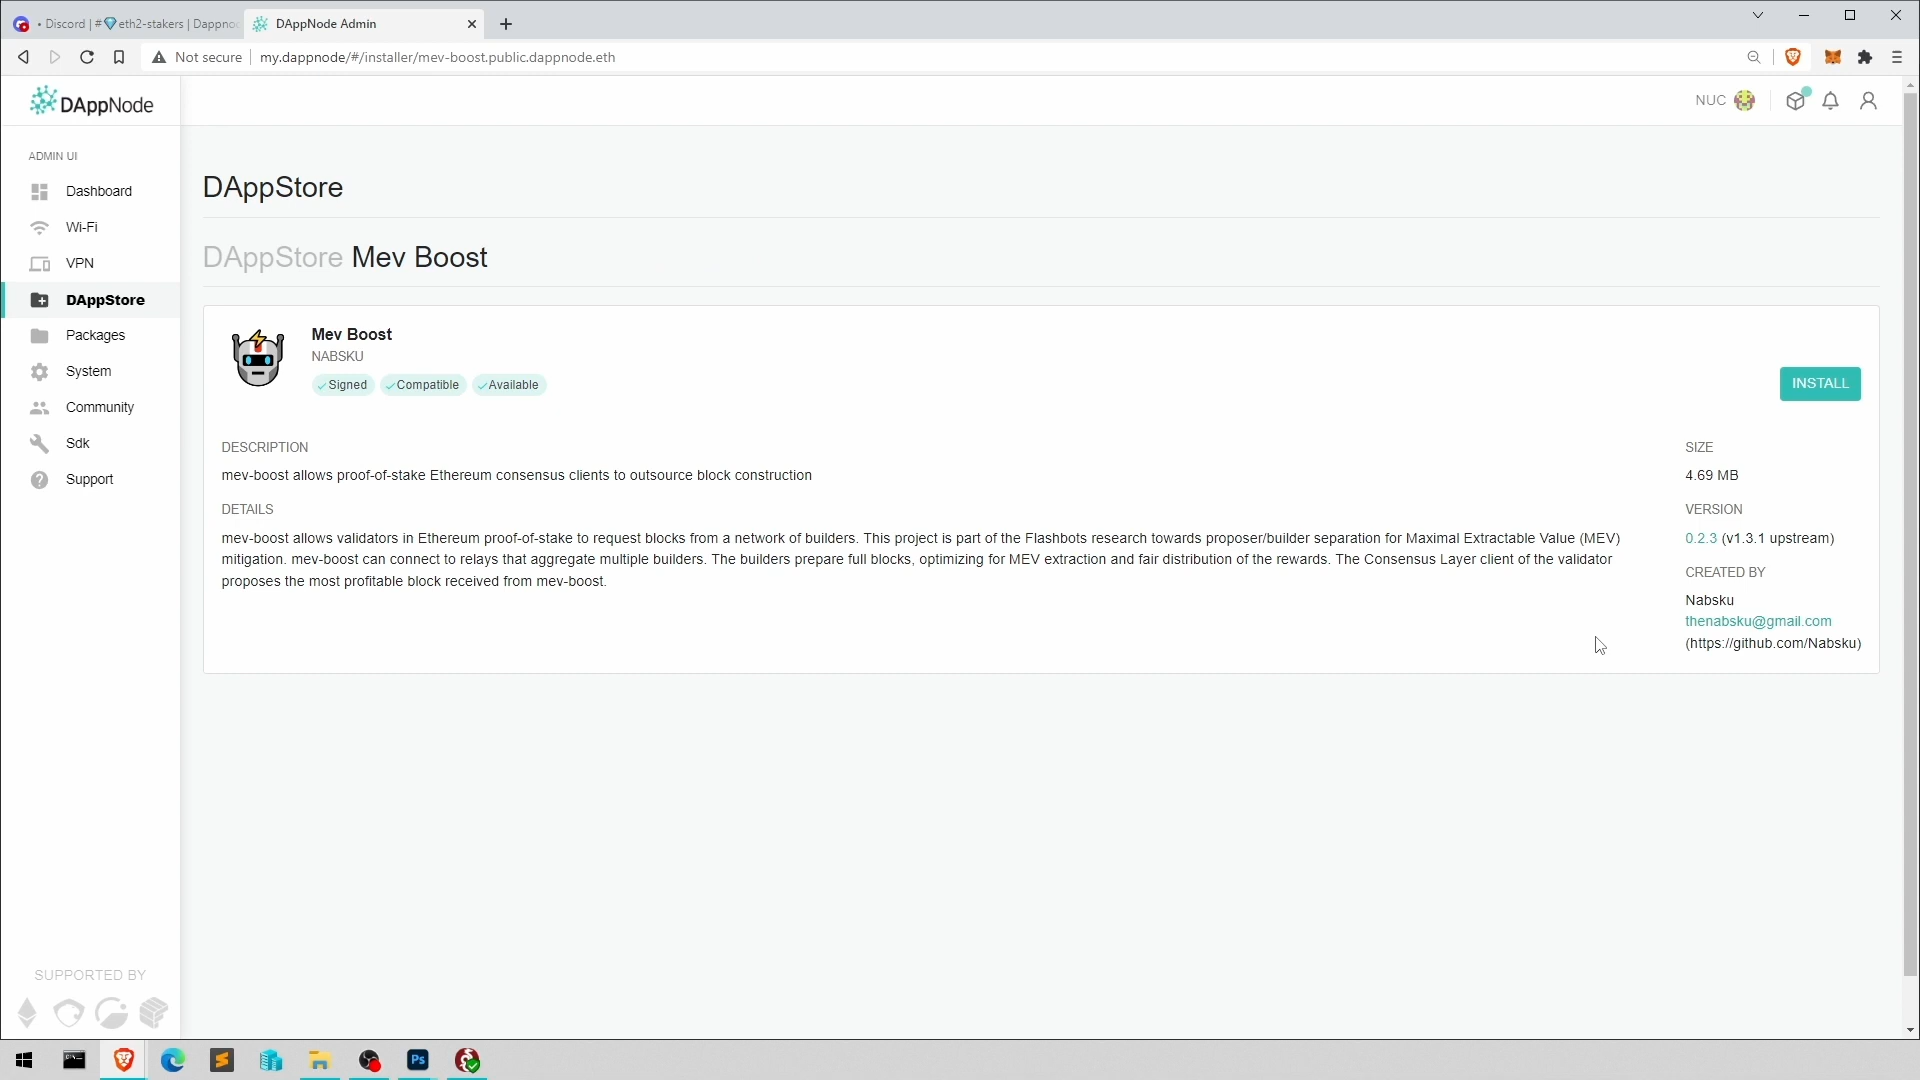 • Discord | #💎eth2-stakers | Dappno
DAppNode Admin
Not secure
my.dappnode/#/installer/mev-boost.public.dappnode.eth
DAppNode
NUC
ADMIN UI
Dashboard
Wi-Fi
VPN
DAppStore
Packages
System
Community
Sdk
Support
SUPPORTED BY
DAppStore
DAppStore Mev Boost
Mev Boost
NABSKU
Signed Compatible Available
INSTALL
DESCRIPTION
mev-boost allows proof-of-stake Ethereum consensus clients to outsource block construction
DETAILS
mev-boost allows validators in Ethereum proof-of-stake to request blocks from a network of builders. This project is part of the Flashbots research towards proposer/builder separation for Maximal Extractable Value (MEV)
mitigation. mev-boost can connect to relays that aggregate multiple builders. The builders prepare full blocks, optimizing for MEV extraction and fair distribution of the rewards. The Consensus Layer client of the validator
proposes the most profitable block received from mev-boost.
SIZE
4.69 MB
VERSION
0.2.3 (v1.3.1 upstream)
CREATED BY
Nabsku
thenabsku@gmail.com
(https://github.com/Nabsku)
Ps